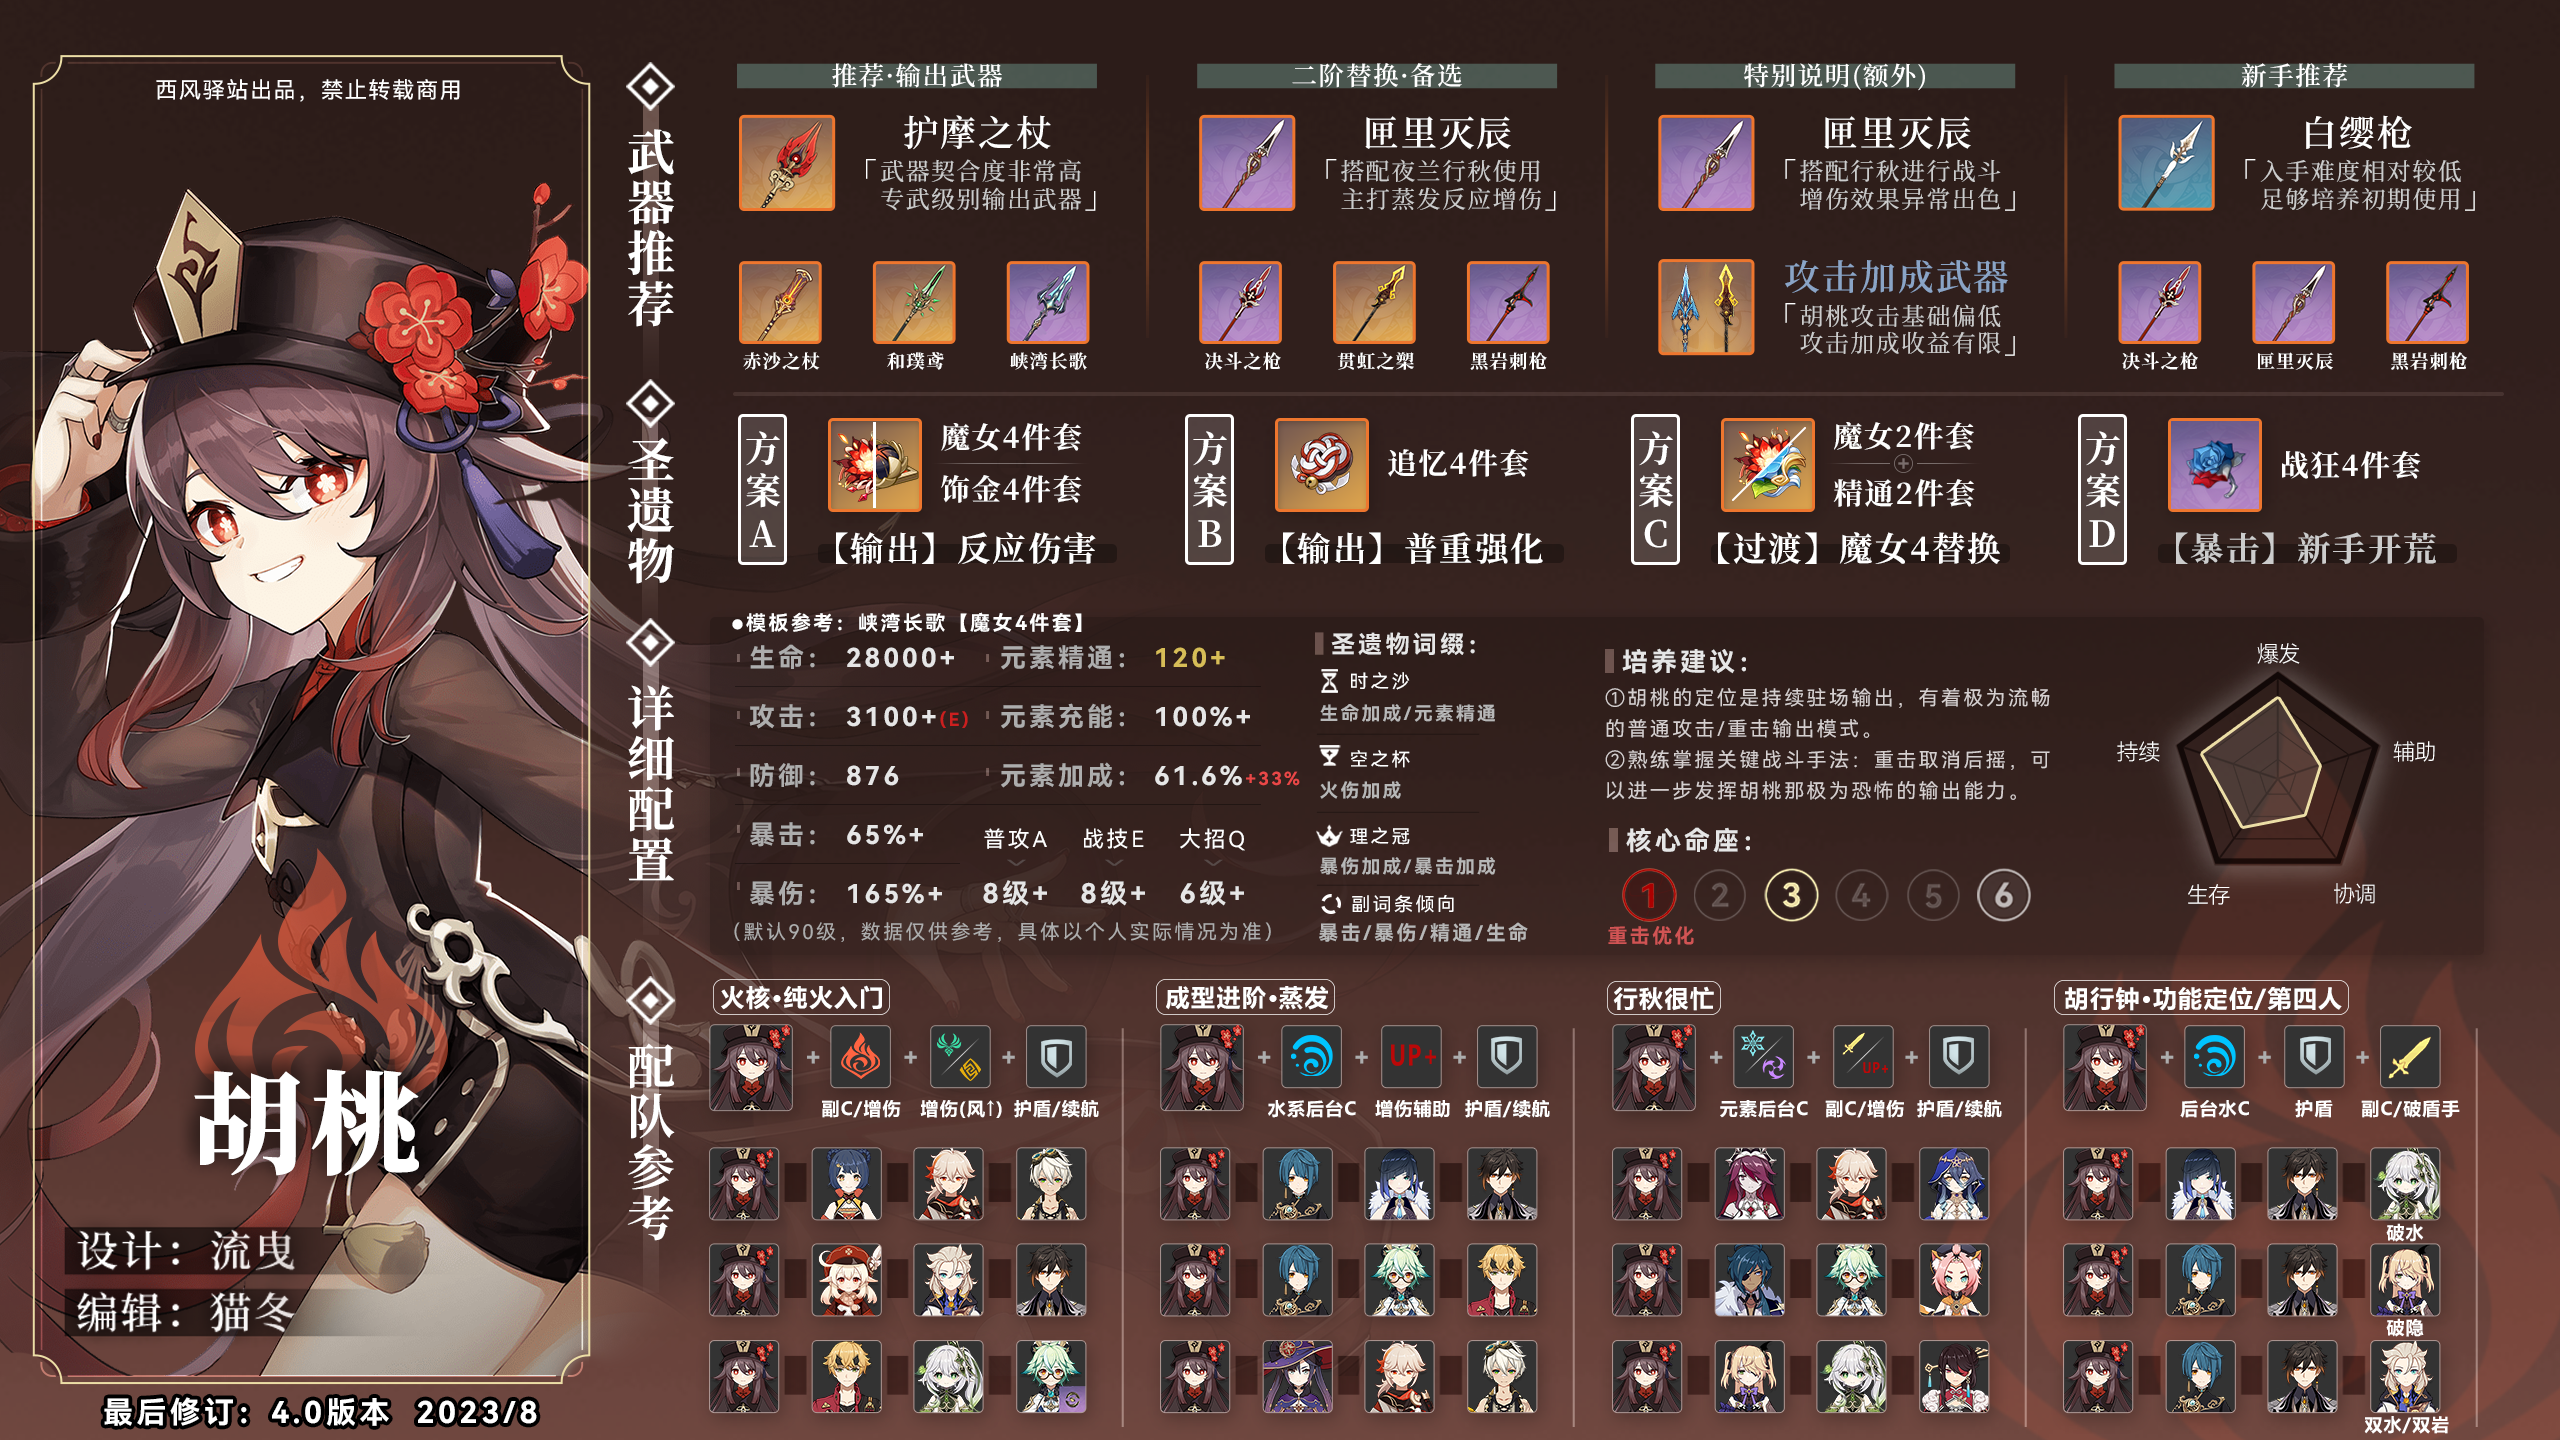 西风驿站出品，禁止转载商用
胡桃
设计：流曳
编辑：猫冬
最后修订：4.0版本 2023/8
武器推荐
推荐·输出武器
护摩之杖
「武器契合度非常高
专武级别输出武器」
赤沙之杖 和璞鸢 峡湾长歌
二阶替换·备选
匣里灭辰
「搭配夜兰行秋使用
主打蒸发反应增伤」
决斗之枪 贯虹之槊 黑岩刺枪
特别说明(额外)
匣里灭辰
「搭配行秋进行战斗
增伤效果异常出色」
攻击加成武器
「胡桃攻击基础偏低
攻击加成收益有限」
新手推荐
白缨枪
「入手难度相对较低
足够培养初期使用」
决斗之枪 匣里灭辰 黑岩刺枪
圣遗物
方案A
魔女4件套
饰金4件套
【输出】反应伤害
方案B
追忆4件套
【输出】普重强化
方案C
魔女2件套
精通2件套
【过渡】魔女4替换
方案D
战狂4件套
【暴击】新手开荒
详细配置
●模板参考：峡湾长歌【魔女4件套】
生命： 28000+ 元素精通： 120+
攻击： 3100+(E) 元素充能： 100%+
防御： 876 元素加成： 61.6%+33%
暴击： 65%+ 普攻A 战技E 大招Q
暴伤： 165%+ 8级+ 8级+ 6级+
(默认90级，数据仅供参考，具体以个人实际情况为准)
圣遗物词缀：
时之沙
生命加成/元素精通
空之杯
火伤加成
理之冠
暴伤加成/暴击加成
副词条倾向
暴击/暴伤/精通/生命
培养建议：
①胡桃的定位是持续驻场输出，有着极为流畅
的普通攻击/重击输出模式。
②熟练掌握关键战斗手法：重击取消后摇，可
以进一步发挥胡桃那极为恐怖的输出能力。
核心命座：
1 2 3 4 5 6
重击优化
爆发
持续 辅助
生存 协调
配队参考
火核·纯火入门
副C/增伤 增伤(风↑) 护盾/续航
成型进阶·蒸发
UP+
水系后台C 增伤辅助 护盾/续航
行秋很忙
UP+
元素后台C 副C/增伤 护盾/续航
胡行钟·功能定位/第四人
后台水C 护盾 副C/破盾手
破水
破隐
双水/双岩